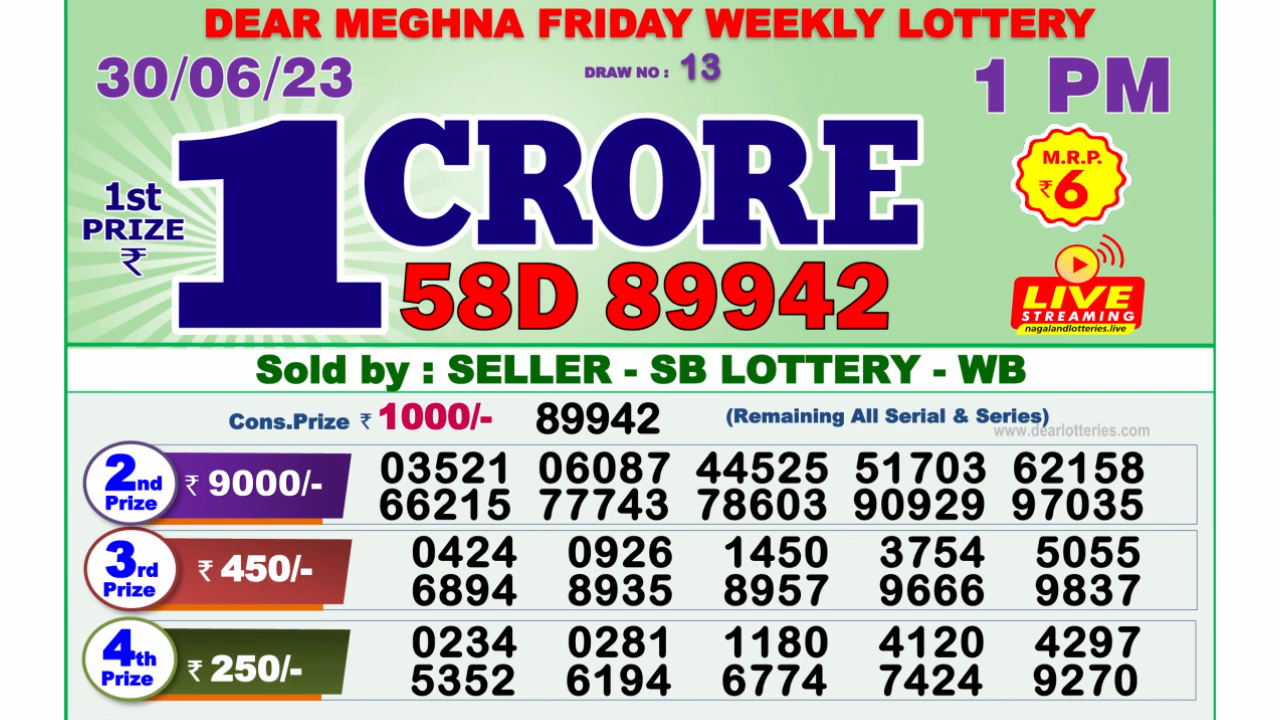 DEAR MEGHNA FRIDAY WEEKLY LOTTERY
30/06/23
DRAW NO : 13
1 PM
1st
PRIZE
₹
1 CRORE
58D 89942
M.R.P.
₹6
LIVE
STREAMING
nagalandlotteries.live
Sold by : SELLER - SB LOTTERY - WB
Cons.Prize ₹ 1000/- 89942 (Remaining All Serial & Series)
www.dearlotteries.com
2nd
Prize
₹ 9000/-
03521 06087 44525 51703 62158
66215 77743 78603 90929 97035
3rd
Prize
₹ 450/-
0424 0926 1450 3754 5055
6894 8935 8957 9666 9837
4th
Prize
₹ 250/-
0234 0281 1180 4120 4297
5352 6194 6774 7424 9270